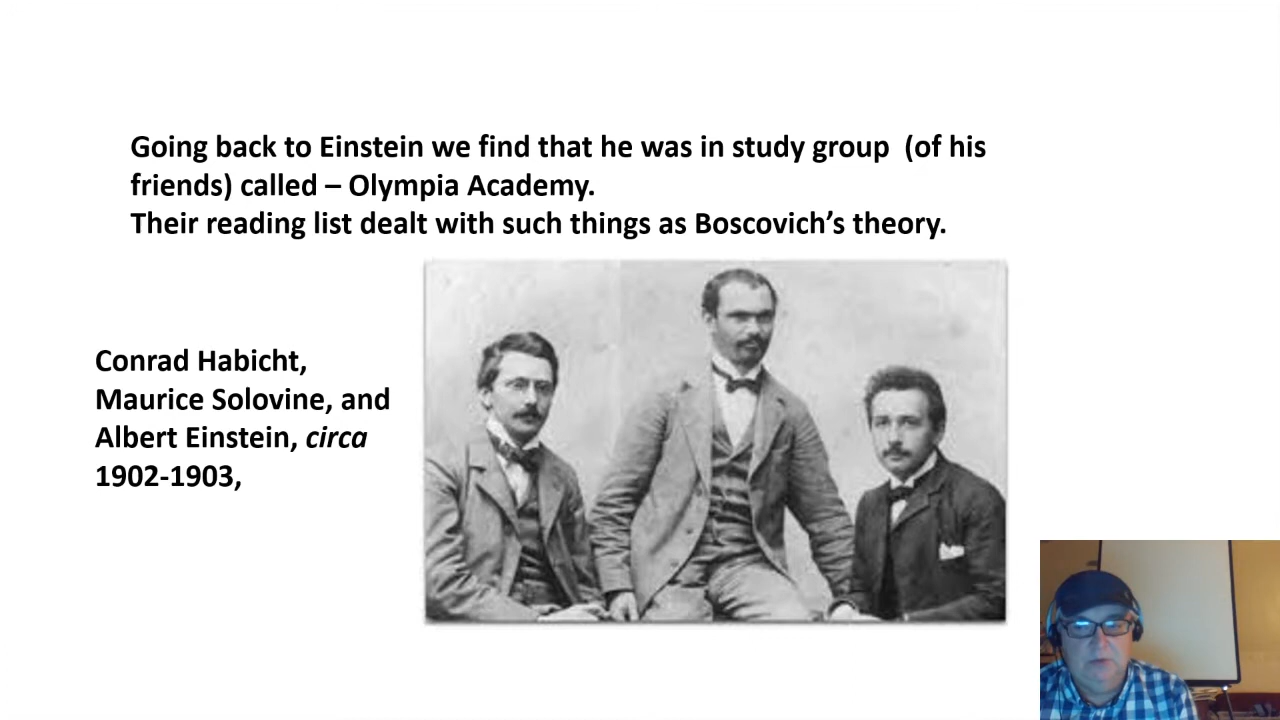 Going back to Einstein we find that he was in study group  (of his
friends) called – Olympia Academy.
Their reading list dealt with such things as Boscovich’s theory.
Conrad Habicht,
Maurice Solovine, and
Albert Einstein, circa
1902-1903,